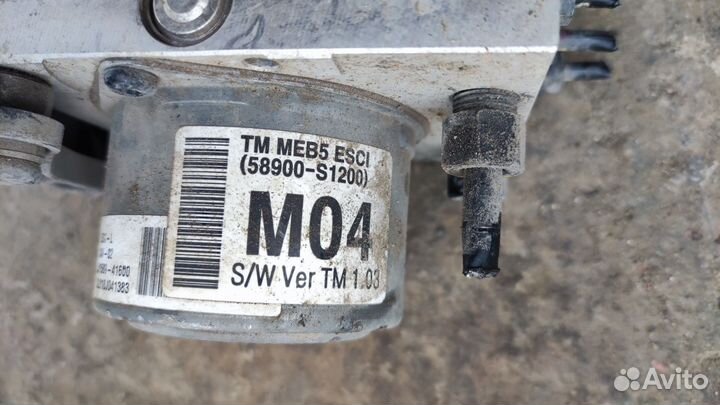 TM MEB5 ESCI
(58900-S1200)
M04
S/W Ver TM 1.03
Avito